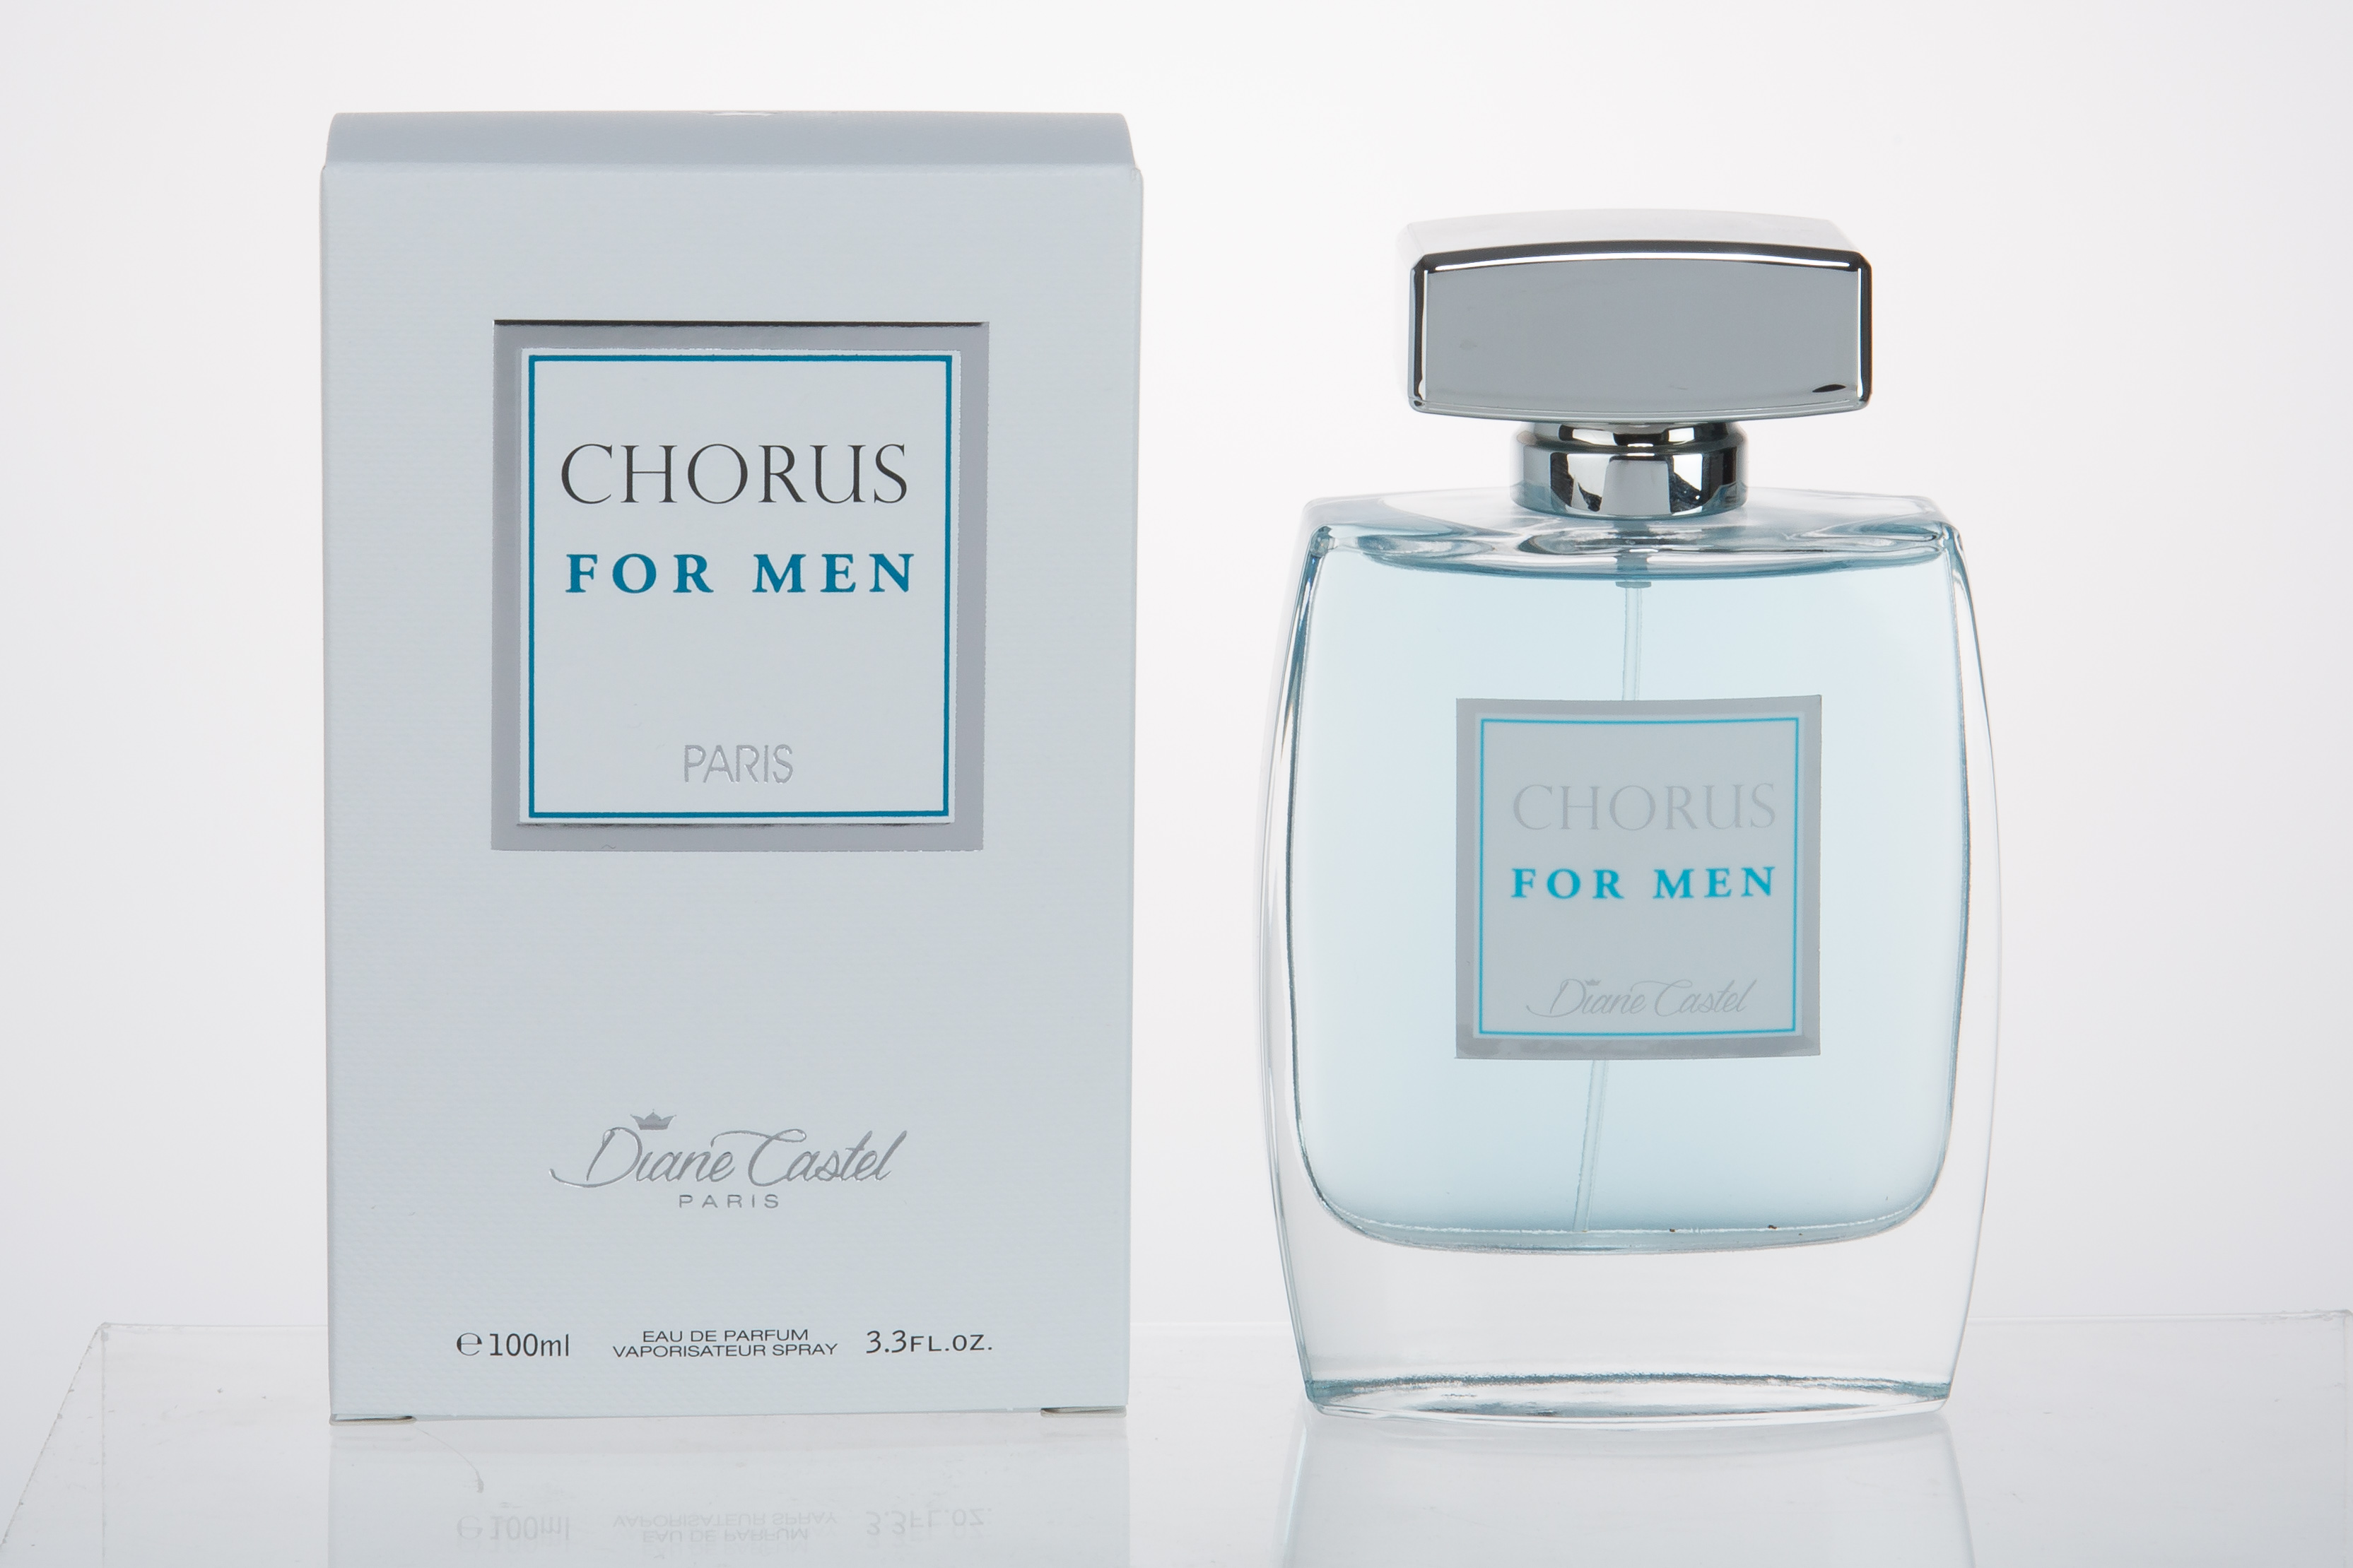 CHORUS
FOR MEN
PARIS
Diane Castel
PARIS
℮100ml
EAU DE PARFUM
VAPORISATEUR SPRAY
3.3FL.OZ.
CHORUS
FOR MEN
Diane Castel